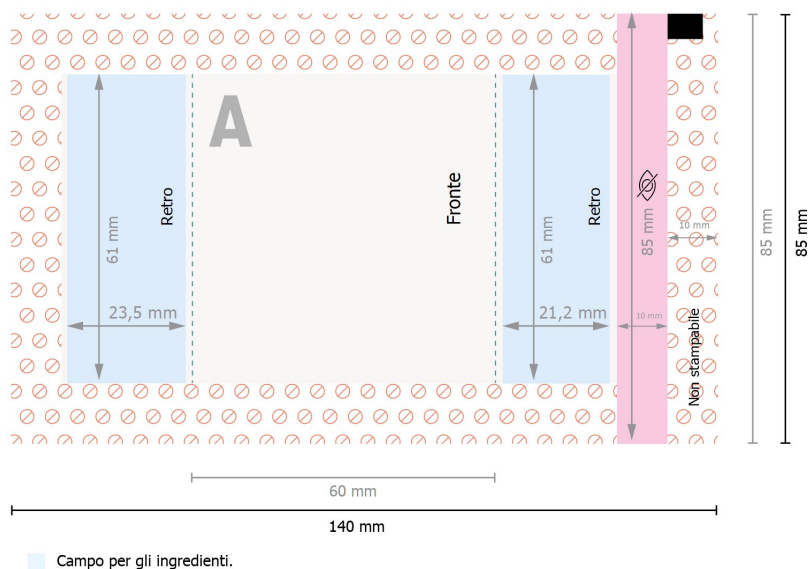 A
Retro
Fronte
Retro
61 mm
61 mm
85 mm
10 mm
85 mm
85 mm
23,5 mm
21,2 mm
10 mm
Non stampabile
60 mm
140 mm
Campo per gli ingredienti.